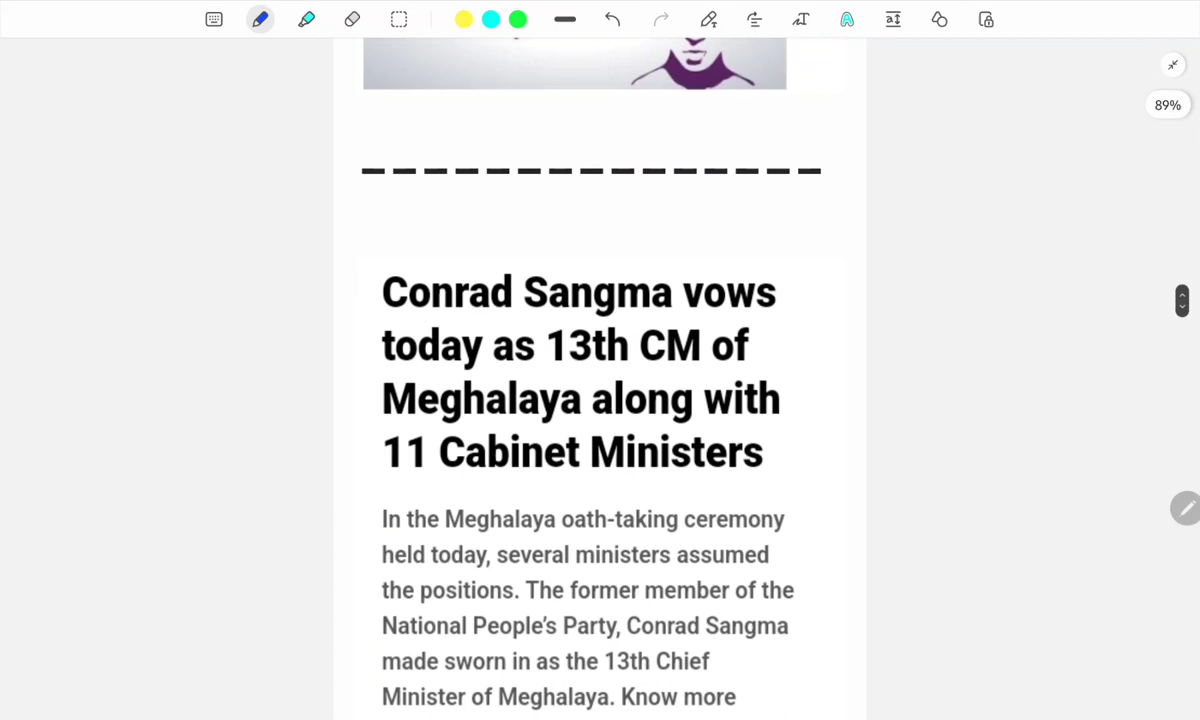 89%
Conrad Sangma vows
today as 13th CM of
Meghalaya along with
11 Cabinet Ministers
In the Meghalaya oath-taking ceremony
held today, several ministers assumed
the positions. The former member of the
National People's Party, Conrad Sangma
made sworn in as the 13th Chief
Minister of Meghalaya. Know more